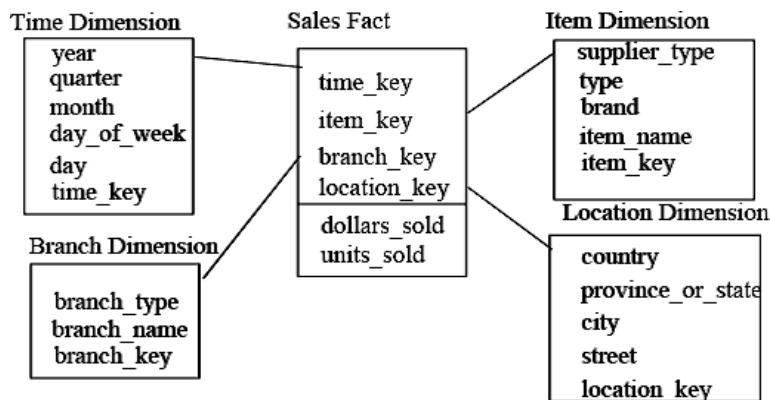 Time Dimension
year
quarter
month
day_of_week
day
time_key
Branch Dimension
branch_type
branch_name
branch_key
Sales Fact
time_key
item_key
branch_key
location_key
dollars_sold
units_sold
Item Dimension
supplier_type
type
brand
item_name
item_key
Location Dimension
country
province_or_state
city
street
location_key